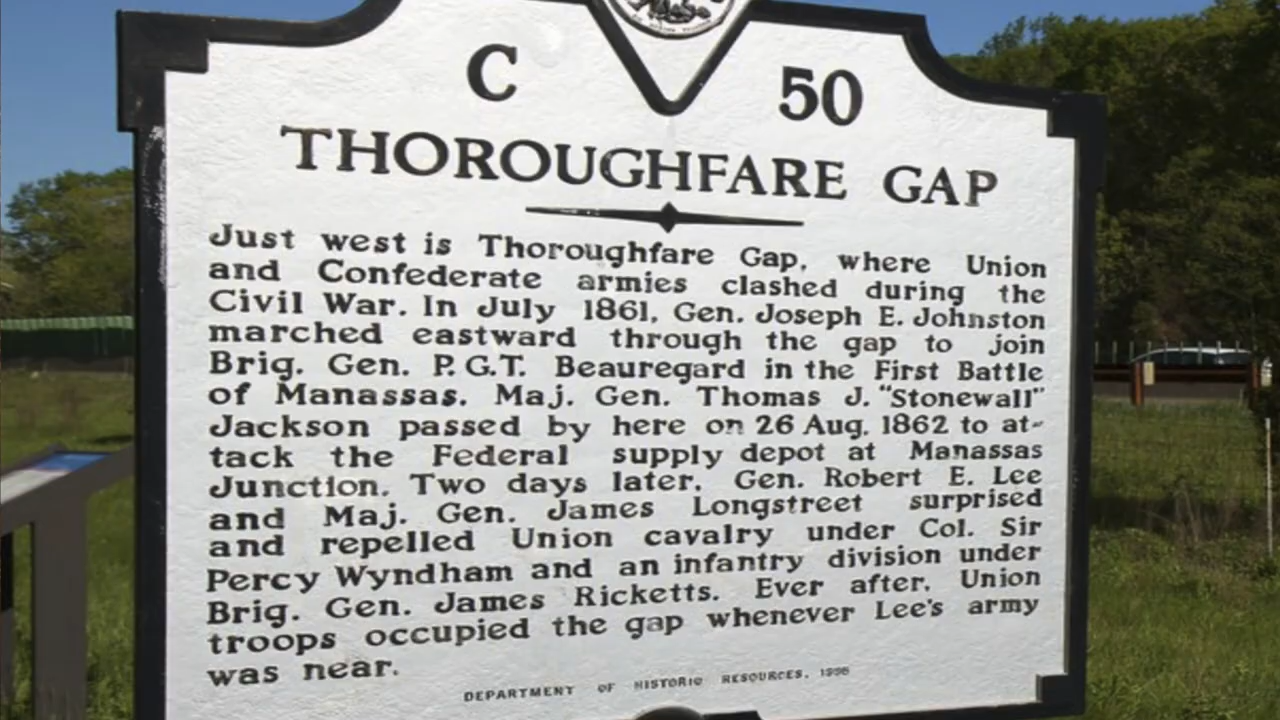 C 50
THOROUGHFARE GAP
Just west is Thoroughfare Gap, where Union
and Confederate armies clashed during the
Civil War. In July 1861, Gen. Joseph E. Johnston
marched eastward through the gap to join
Brig. Gen. P.G.T. Beauregard in the First Battle
of Manassas. Maj. Gen. Thomas J. "Stonewall"
Jackson passed by here on 26 Aug. 1862 to at-
tack the Federal supply depot at Manassas
Junction. Two days later, Gen. Robert E. Lee
and Maj. Gen. James Longstreet surprised
and repelled Union cavalry under Col. Sir
Percy Wyndham and an infantry division under
Brig. Gen. James Ricketts. Ever after, Union
troops occupied the gap whenever Lee's army
was near.
DEPARTMENT OF HISTORIC RESOURCES,